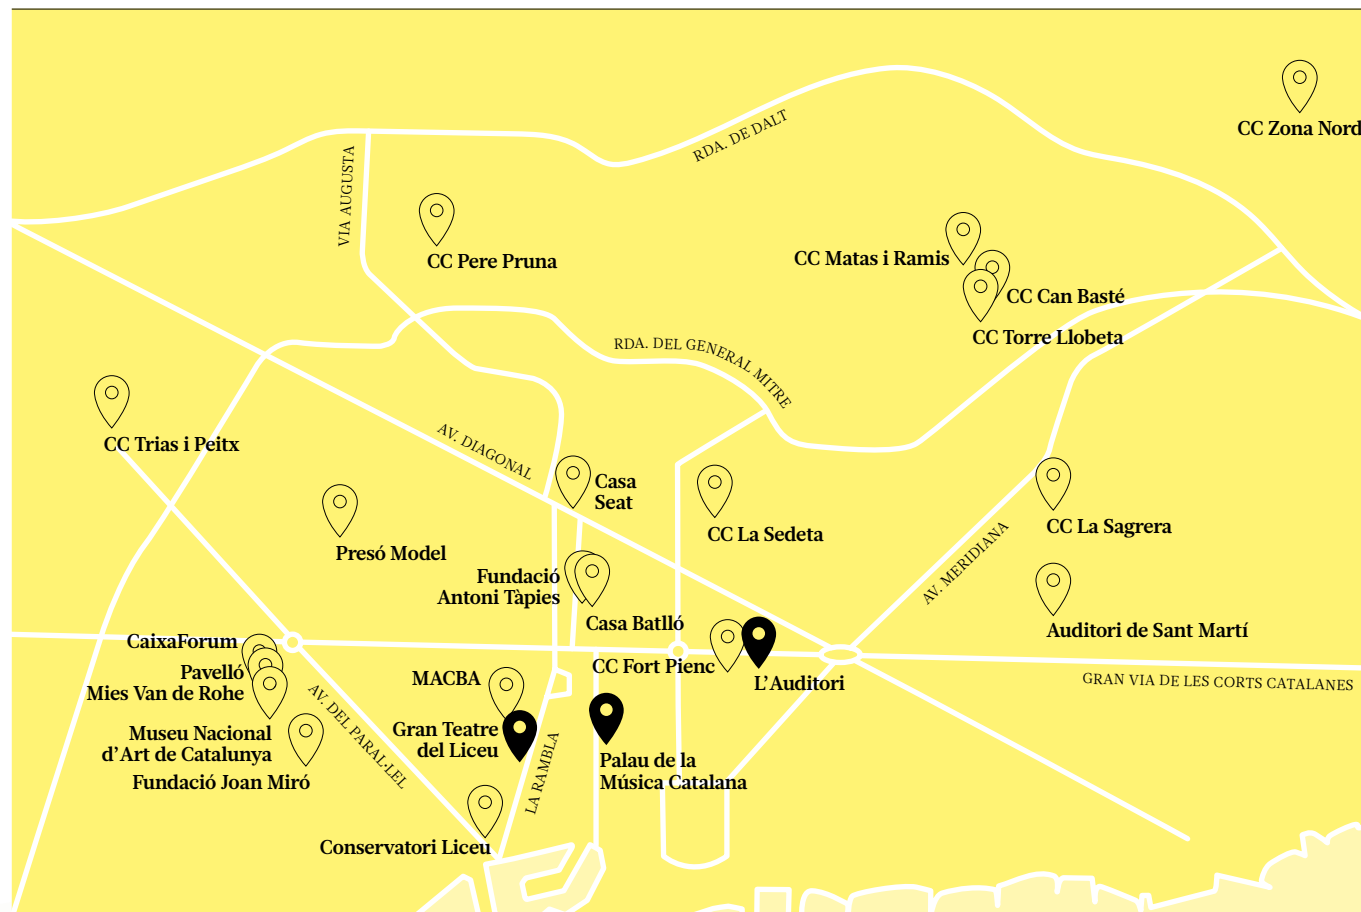 CC Zona Nord
RDA. DE DALT
VIA AUGUSTA
CC Pere Pruna
CC Matas i Ramis
CC Can Basté
CC Torre Llobeta
RDA. DEL GENERAL MITRE
CC Trias i Peitx
AV. DIAGONAL
Casa
Seat
CC La Sedeta
CC La Sagrera
Presó Model
AV. MERIDIANA
Fundació
Antoni Tàpies
Casa Batlló
Auditori de Sant Martí
CaixaForum
Pavelló
Mies Van de Rohe
MACBA
CC Fort Pienc
L'Auditori
GRAN VIA DE LES CORTS CATALANES
AV. DEL PARAL·LEL
Museu Nacional
d'Art de Catalunya
Gran Teatre
del Liceu
LA RAMBLA
Palau de la
Música Catalana
Fundació Joan Miró
Conservatori Liceu